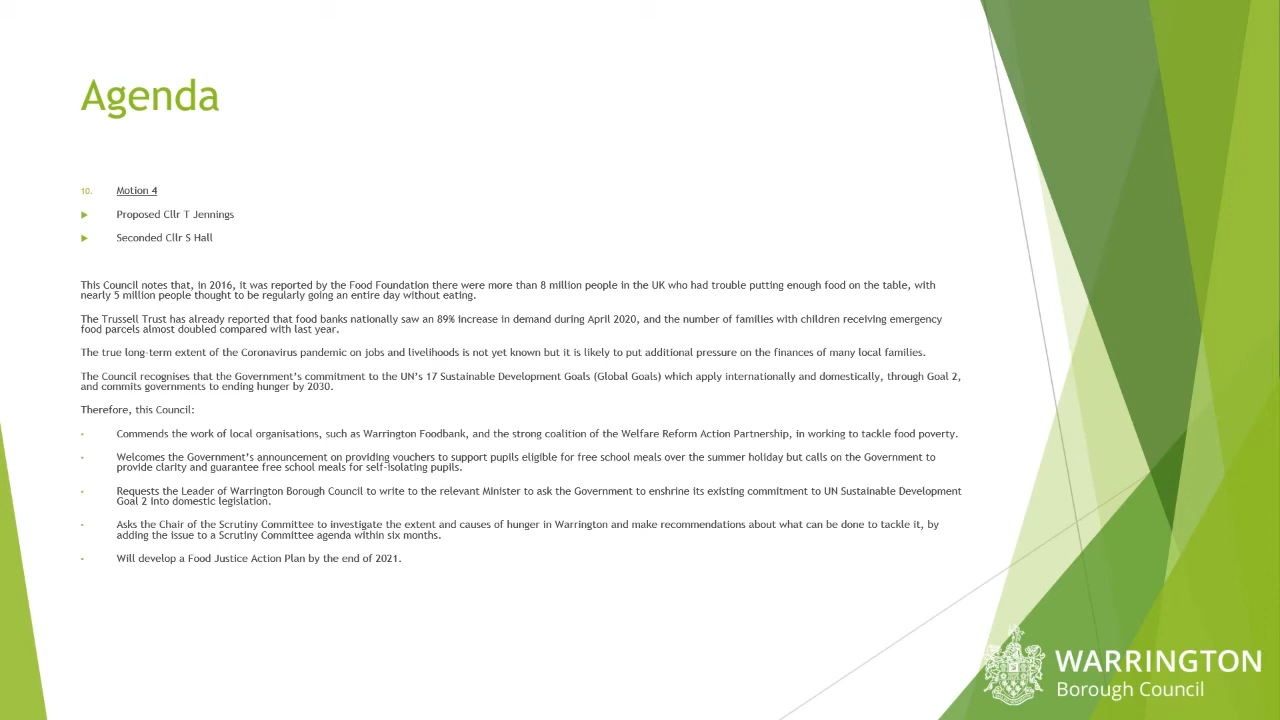 Agenda
10. Motion 4
Proposed Cllr T Jennings
Seconded Cllr S Hall
This Council notes that, in 2016, it was reported by the Food Foundation there were more than 8 million people in the UK who had trouble putting enough food on the table, with
nearly 5 million people thought to be regularly going an entire day without eating.
The Trussell Trust has already reported that food banks nationally saw an 89% increase in demand during April 2020, and the number of families with children receiving emergency
food parcels almost doubled compared with last year.
The true long-term extent of the Coronavirus pandemic on jobs and livelihoods is not yet known but it is likely to put additional pressure on the finances of many local families.
The Council recognises that the Government's commitment to the UN's 17 Sustainable Development Goals (Global Goals) which apply internationally and domestically, through Goal 2,
and commits governments to ending hunger by 2030.
Therefore, this Council:
• Commends the work of local organisations, such as Warrington Foodbank, and the strong coalition of the Welfare Reform Action Partnership, in working to tackle food poverty.
• Welcomes the Government's announcement on providing vouchers to support pupils eligible for free school meals over the summer holiday but calls on the Government to
provide clarity and guarantee free school meals for self-isolating pupils.
• Requests the Leader of Warrington Borough Council to write to the relevant Minister to ask the Government to enshrine its existing commitment to UN Sustainable Development
Goal 2 into domestic legislation.
• Asks the Chair of the Scrutiny Committee to investigate the extent and causes of hunger in Warrington and make recommendations about what can be done to tackle it, by
adding the issue to a Scrutiny Committee agenda within six months.
• Will develop a Food Justice Action Plan by the end of 2021.
WARRINGTON
Borough Council